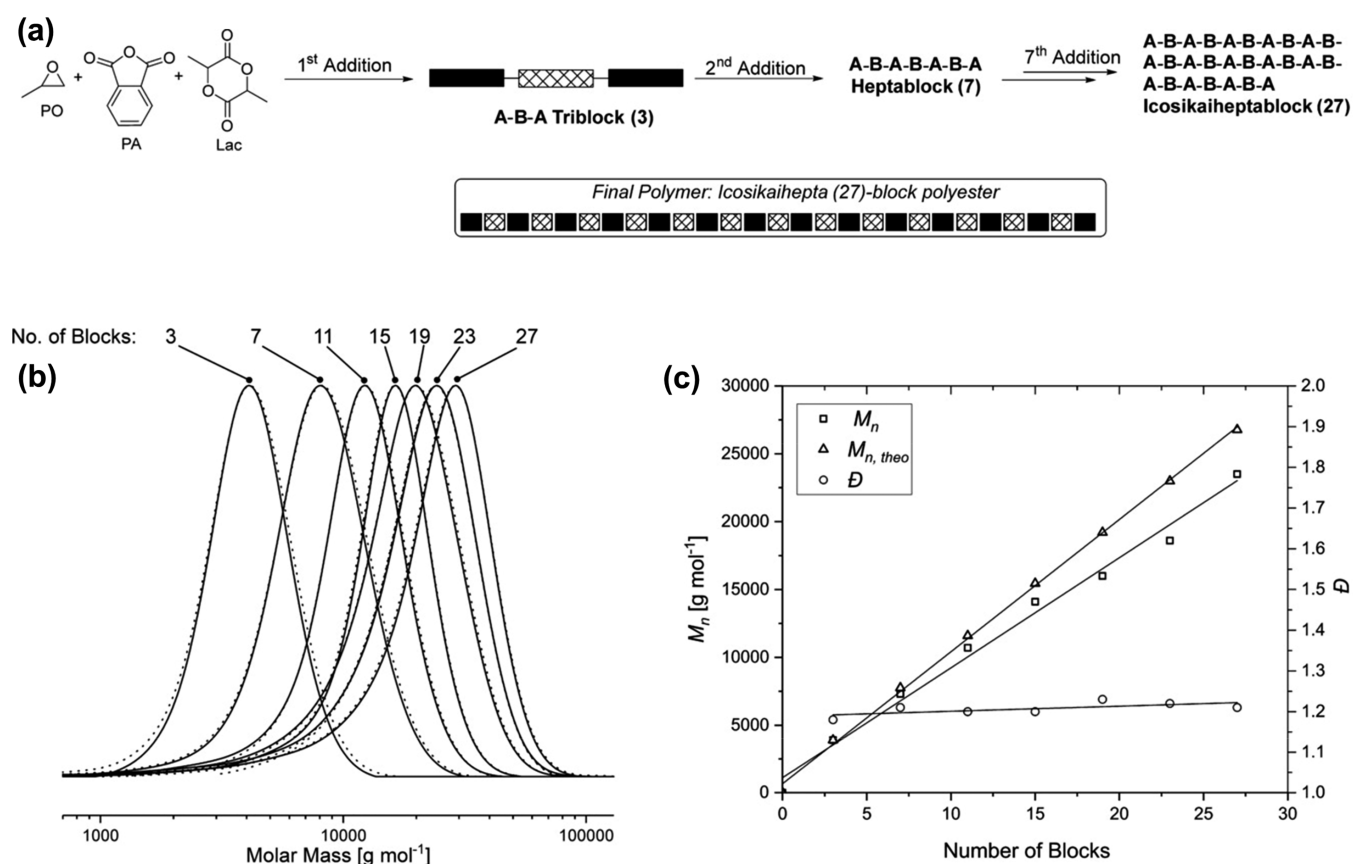 (a)
O
O
O
O
O
O
O
O
PO
+
PA
+
Lac
1st Addition
A-B-A Triblock (3)
2nd Addition
A-B-A-B-A-B-A
Heptablock (7)
7th Addition
A-B-A-B-A-B-A-B-A-B-
A-B-A-B-A-B-A-B-A-B-
A-B-A-B-A-B-A
Icosikaiheptablock (27)
Final Polymer: Icosikaihepta (27)-block polyester
No. of Blocks: 3 7 11 15 19 23 27
(b)
1000 10000 100000
Molar Mass [g mol-1]
(c)
30000
25000
20000
15000
10000
5000
0
Mn [g mol-1]
Mn
Mn, theo
Đ
2.0
1.9
1.8
1.7
1.6
1.5
1.4
1.3
1.2
1.1
1.0
Đ
0 5 10 15 20 25 30
Number of Blocks